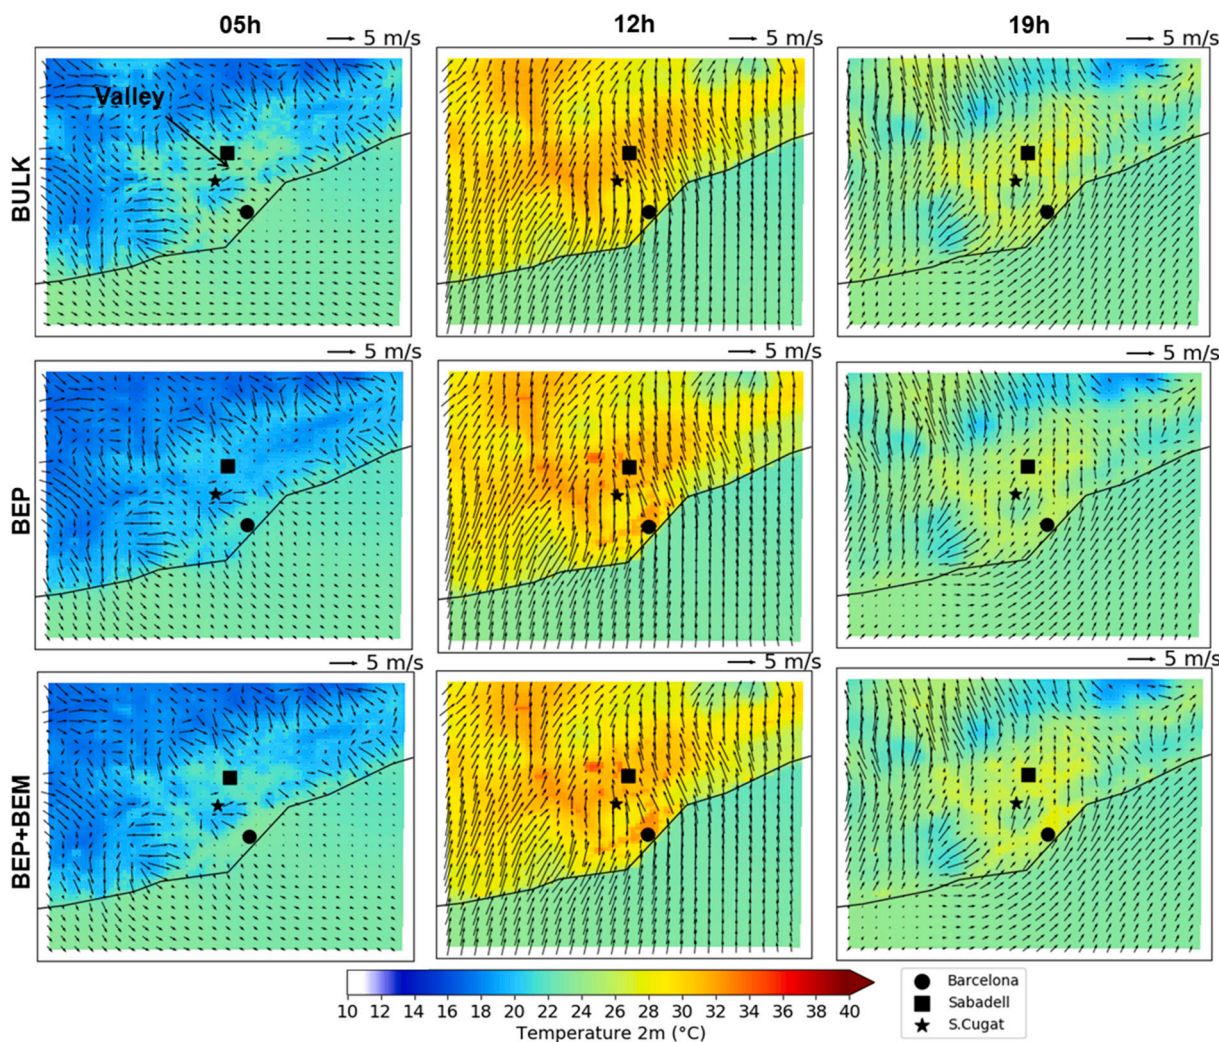 05h
12h
19h
5 m/s
5 m/s
5 m/s
Valley
BULK
5 m/s
5 m/s
5 m/s
BEP
5 m/s
5 m/s
5 m/s
BEP+BEM
10 12 14 16 18 20 22 24 26 28 30 32 34 36 38 40
Temperature 2m (°C)
Barcelona
Sabadell
S.Cugat